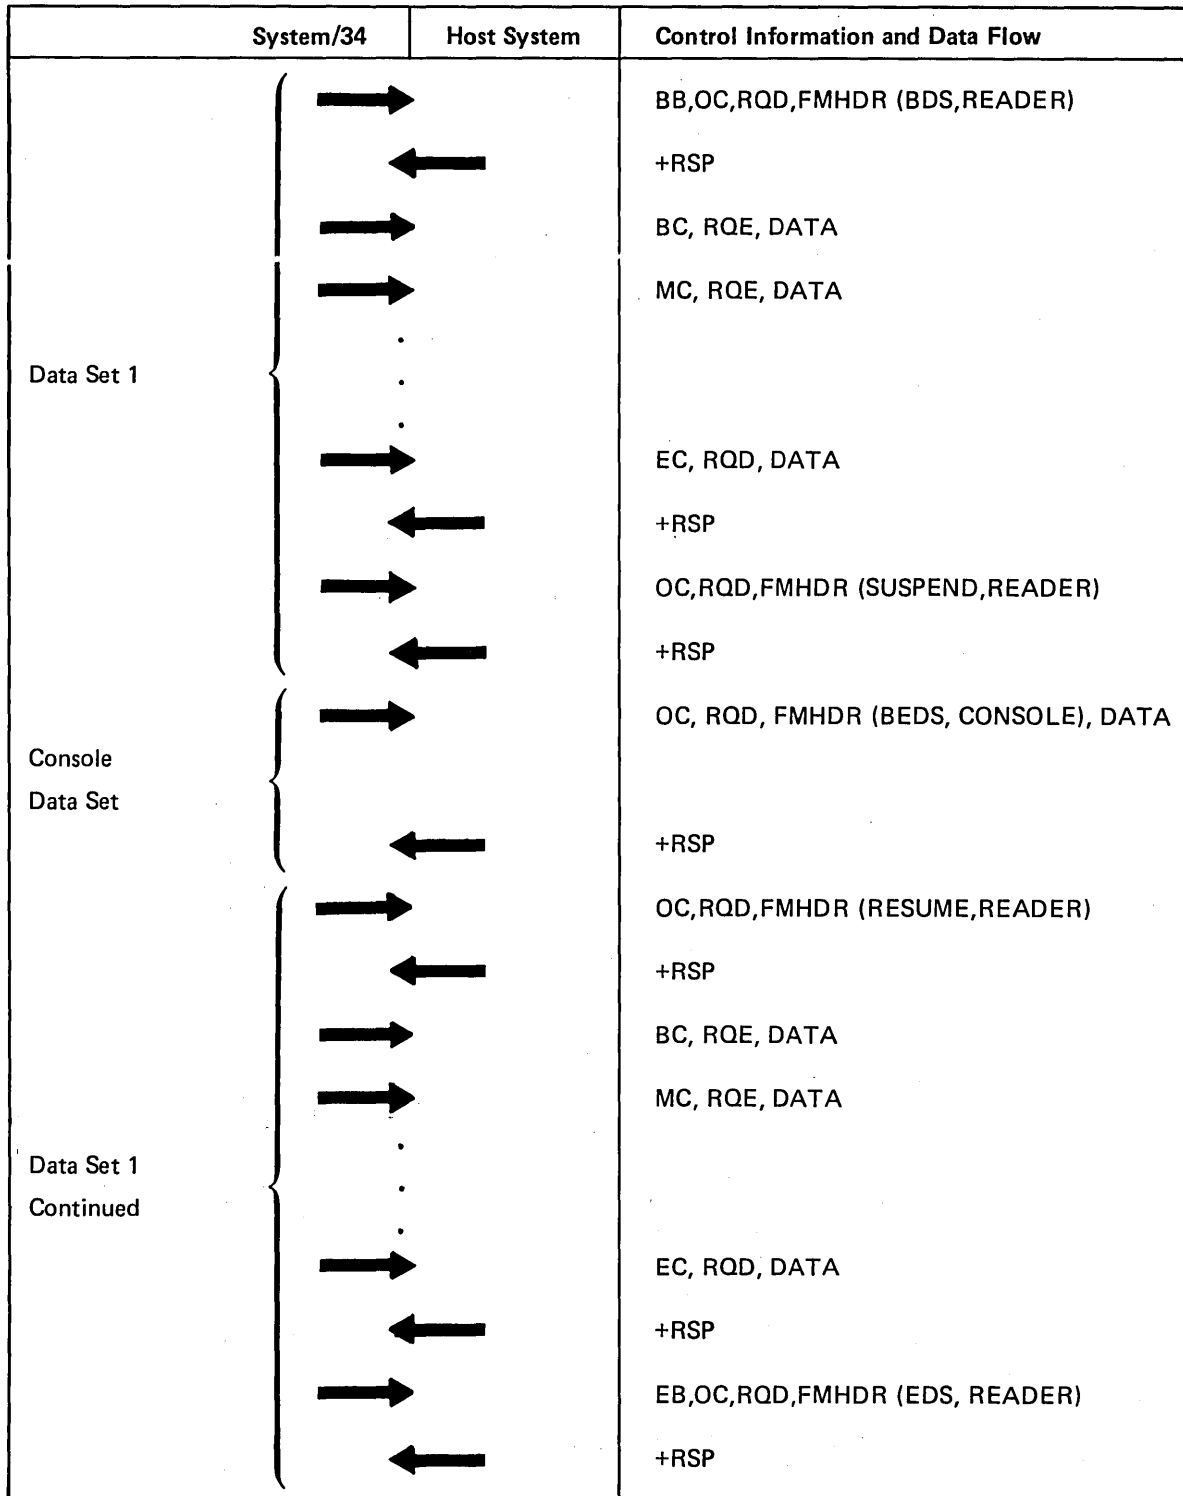 System/34 Host System Control Information and Data Flow
BB,OC,RQD,FMHDR (BDS,READER)
+RSP
BC, RQE, DATA
MC, RQE, DATA
Data Set 1
EC, RQD, DATA
+RSP
OC,RQD,FMHDR (SUSPEND,READER)
+RSP
OC, RQD, FMHDR (BEDS, CONSOLE), DATA
Console
Data Set
+RSP
OC,RQD,FMHDR (RESUME,READER)
+RSP
BC, RQE, DATA
MC, RQE, DATA
Data Set 1
Continued
EC, RQD, DATA
+RSP
EB,OC,RQD,FMHDR (EDS, READER)
+RSP